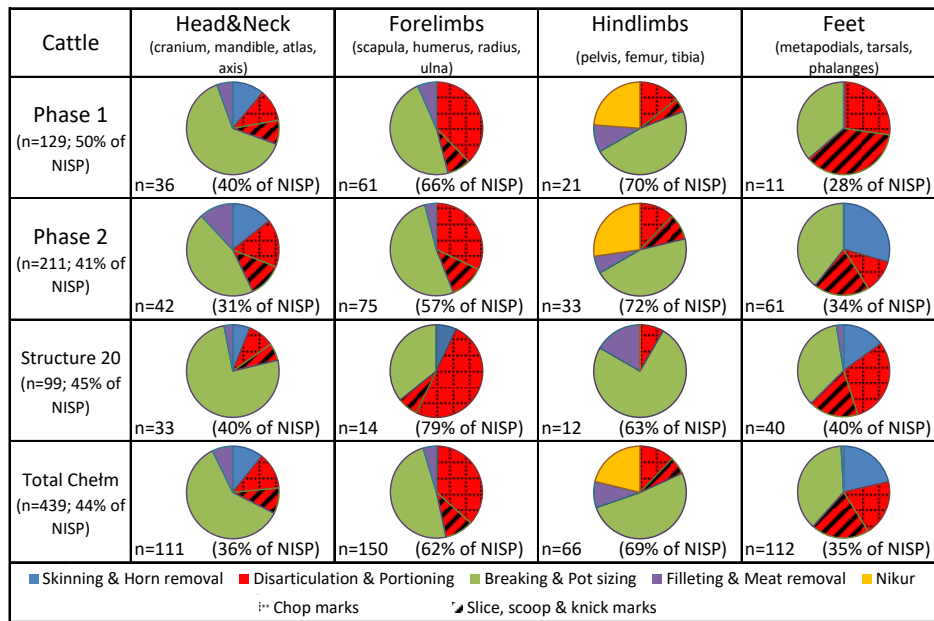 Cattle
Head&Neck
(cranium, mandible, atlas,
axis)
Forelimbs
(scapula, humerus, radius,
ulna)
Hindlimbs
(pelvis, femur, tibia)
Feet
(metapodials, tarsals,
phalanges)
Phase 1
(n=129; 50% of
NISP)
n=36 (40% of NISP)
n=61 (66% of NISP)
n=21 (70% of NISP)
n=11 (28% of NISP)
Phase 2
(n=211; 41% of
NISP)
n=42 (31% of NISP)
n=75 (57% of NISP)
n=33 (72% of NISP)
n=61 (34% of NISP)
Structure 20
(n=99; 45% of
NISP)
n=33 (40% of NISP)
n=14 (79% of NISP)
n=12 (63% of NISP)
n=40 (40% of NISP)
Total Chełm
(n=439; 44% of
NISP)
n=111 (36% of NISP)
n=150 (62% of NISP)
n=66 (69% of NISP)
n=112 (35% of NISP)
Skinning & Horn removal Disarticulation & Portioning Breaking & Pot sizing Filleting & Meat removal Nikur
Chop marks Slice, scoop & knick marks